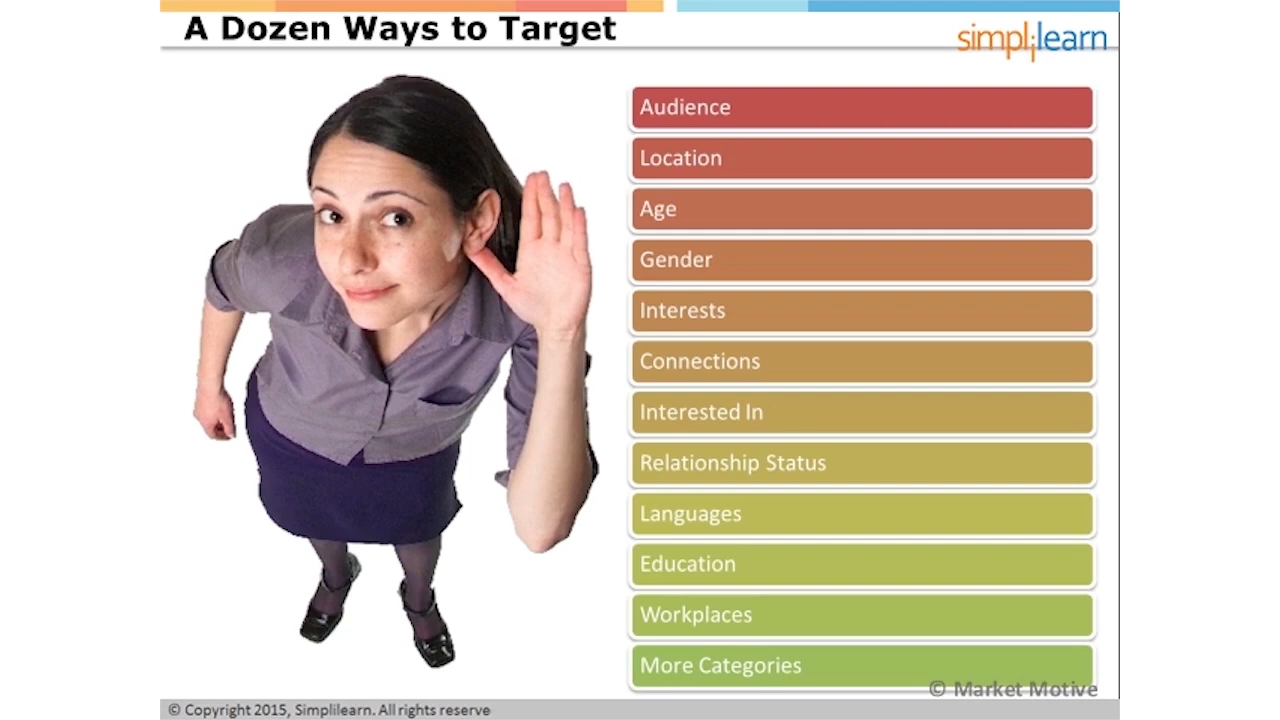 A Dozen Ways to Target
simplilearn
Audience
Location
Age
Gender
Interests
Connections
Interested In
Relationship Status
Languages
Education
Workplaces
More Categories
© Market Motive
© Copyright 2015, Simplilearn. All rights reserve